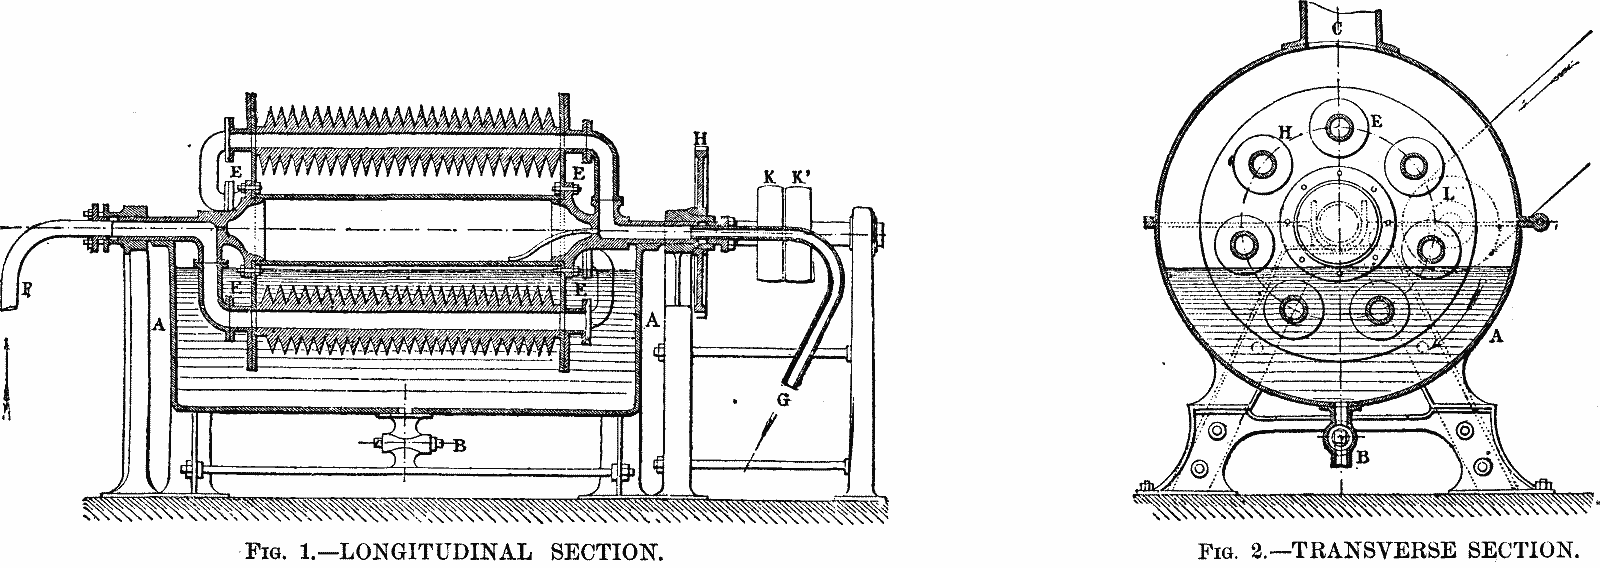 H
K K'
E E
F
E E
A A
G
B
FIG. 1.—LONGITUDINAL SECTION.
C
H E
L
A
B
FIG. 2.—TRANSVERSE SECTION.